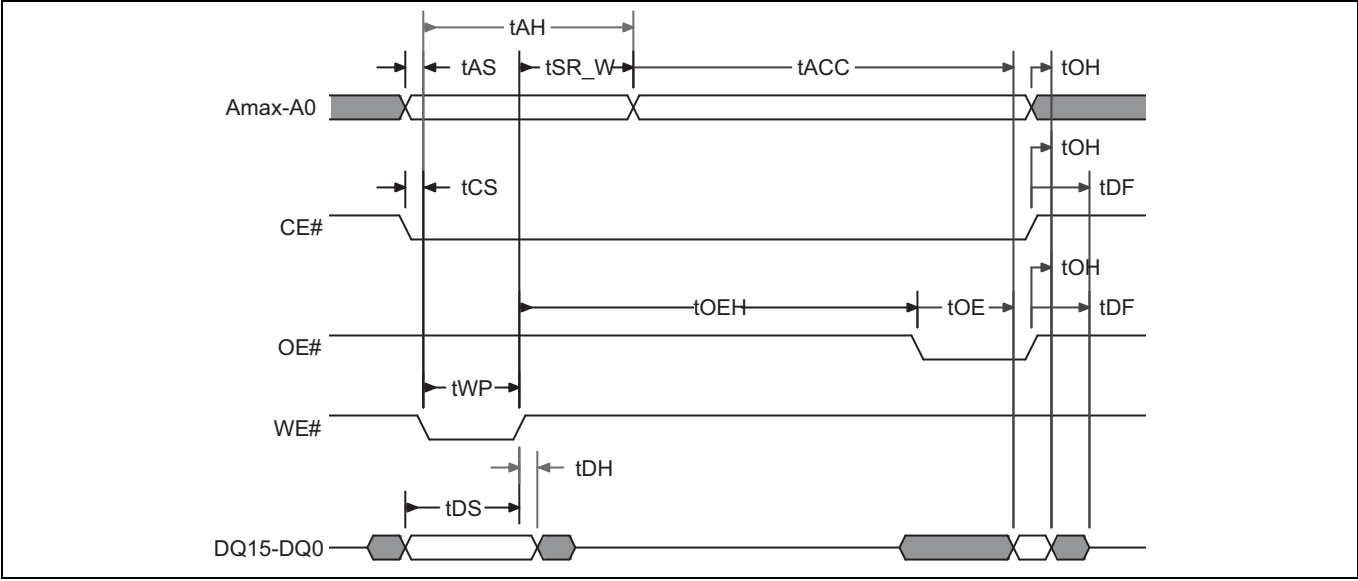 tAH
tAS tSR_W tACC tOH
Amax-A0
tOH
tCS tDF
CE#
tOH
tOEH tOE tDF
OE#
tWP
WE#
tDH
tDS
DQ15-DQ0